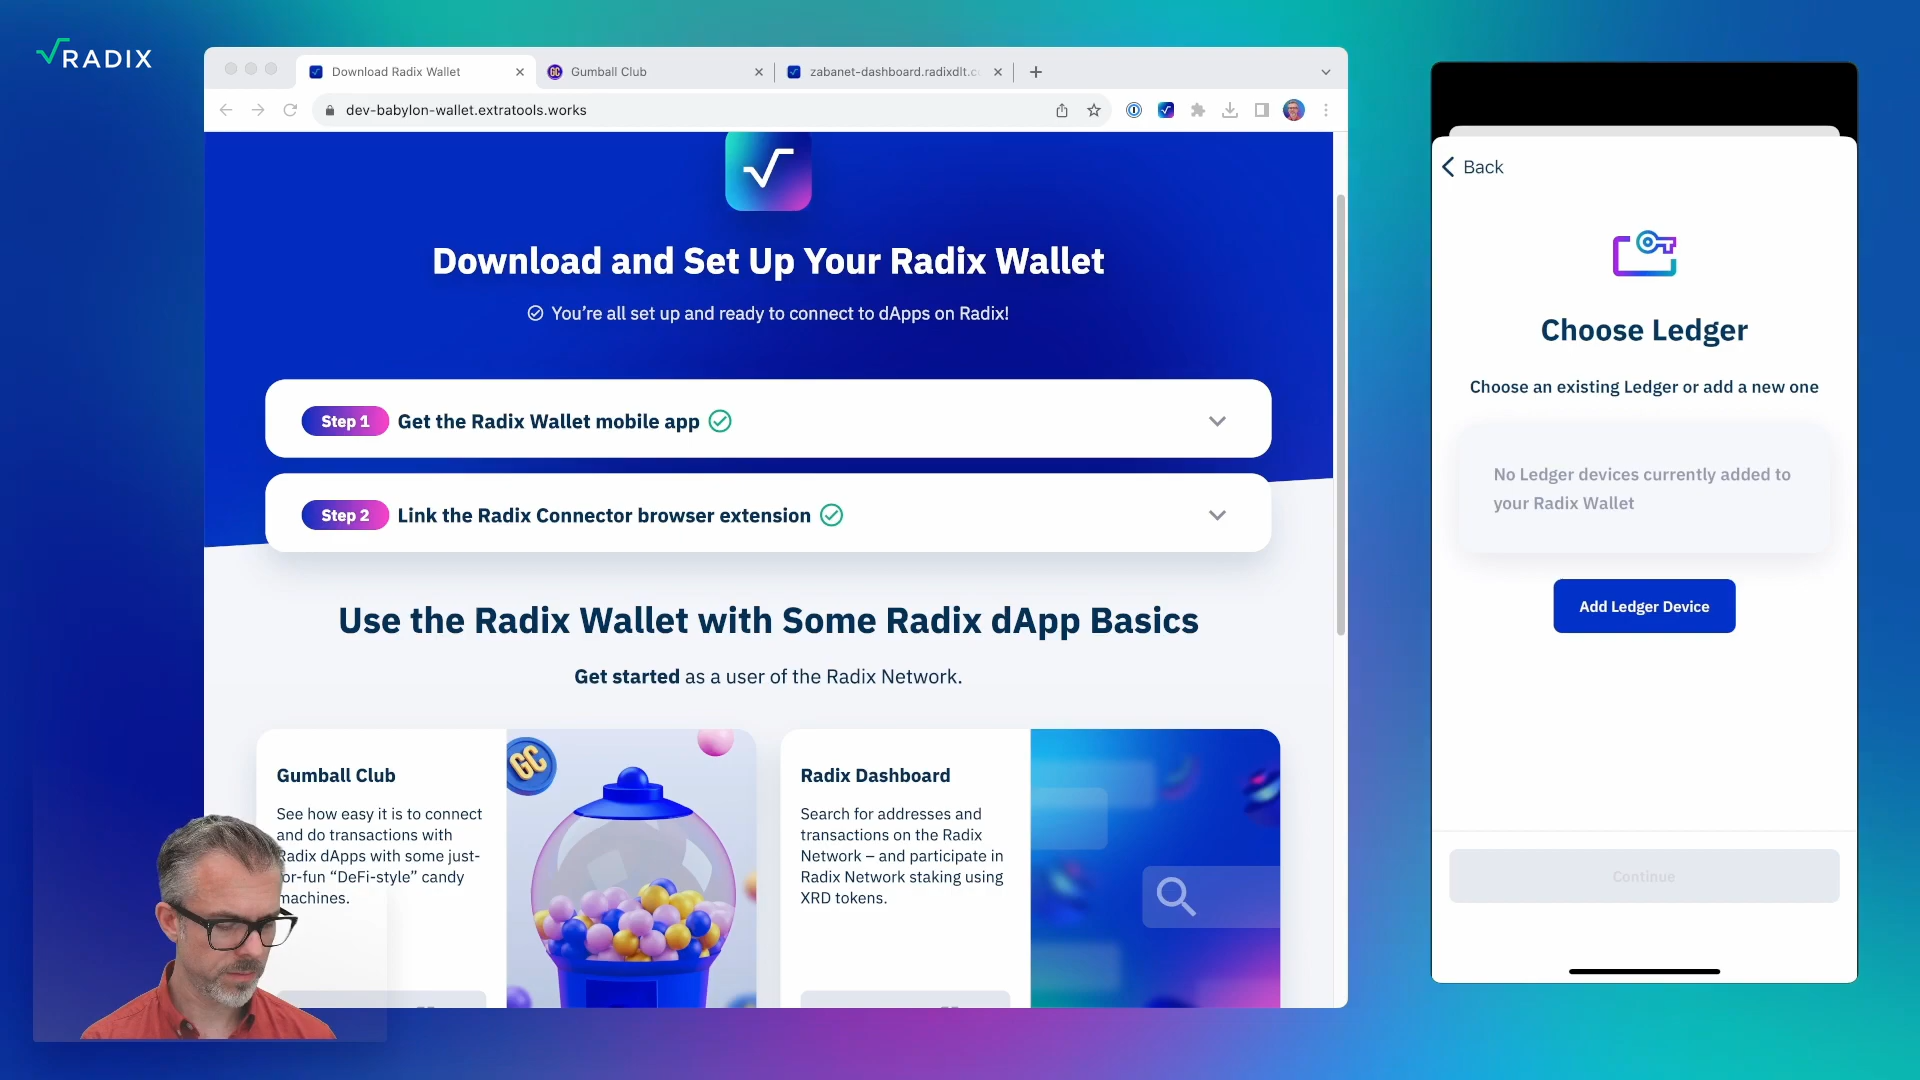 RADIX
Download Radix Wallet
GC Gumball Club
zabanet-dashboard.radixdlt.c
dev-babylon-wallet.extratools.works
Download and Set Up Your Radix Wallet
You’re all set up and ready to connect to dApps on Radix!
Step 1 Get the Radix Wallet mobile app
Step 2 Link the Radix Connector browser extension
Use the Radix Wallet with Some Radix dApp Basics
Get started as a user of the Radix Network.
Gumball Club
See how easy it is to connect
and do transactions with
Radix dApps with some just-
or-fun “DeFi-style” candy
machines.
GC
Radix Dashboard
Search for addresses and
transactions on the Radix
Network – and participate in
Radix Network staking using
XRD tokens.
Back
Choose Ledger
Choose an existing Ledger or add a new one
No Ledger devices currently added to
your Radix Wallet
Add Ledger Device
Continue